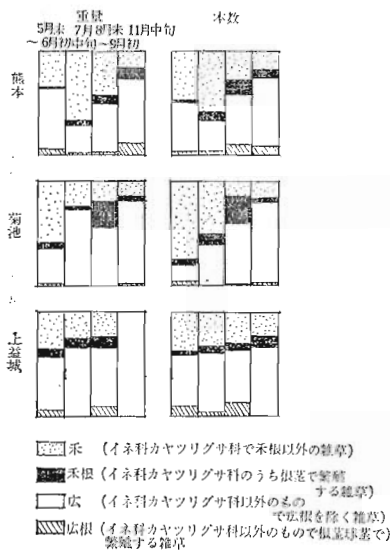 重量
本数
5月末 7月 8月末 11月中旬
～6月初 中旬 ～9月初
熊本
菊池
上益城
禾 (イネ科カヤツリグサ科で禾根以外の雑草)
禾根 (イネ科カヤツリグサ科のうち根茎で繁殖
する雑草)
広 (イネ科カヤツリグサ科以外のもの
で広根を除く雑草)
広根 (イネ科カヤツリグサ科以外のもので根茎球茎で)
繁殖する雑草